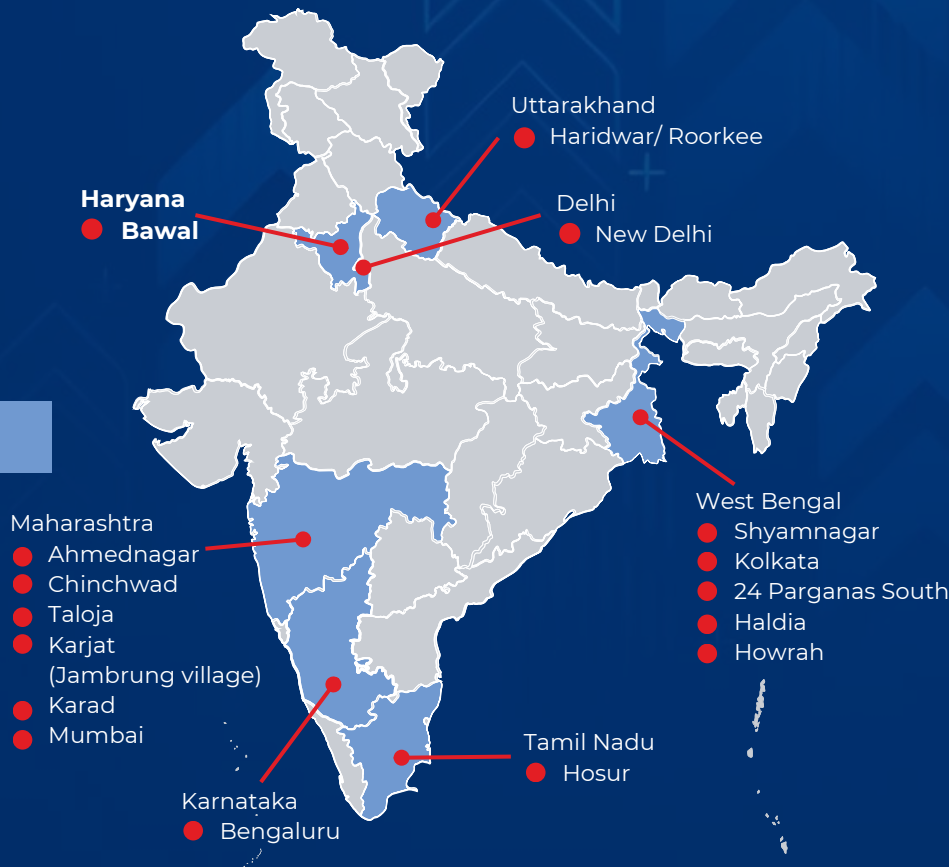 Uttarakhand
Haridwar/ Roorkee
Haryana
Bawal
Delhi
New Delhi
West Bengal
Shyamnagar
Kolkata
24 Parganas South
Haldia
Howrah
Maharashtra
Ahmednagar
Chinchwad
Taloja
Karjat
(Jambrung village)
Karad
Mumbai
Tamil Nadu
Hosur
Karnataka
Bengaluru